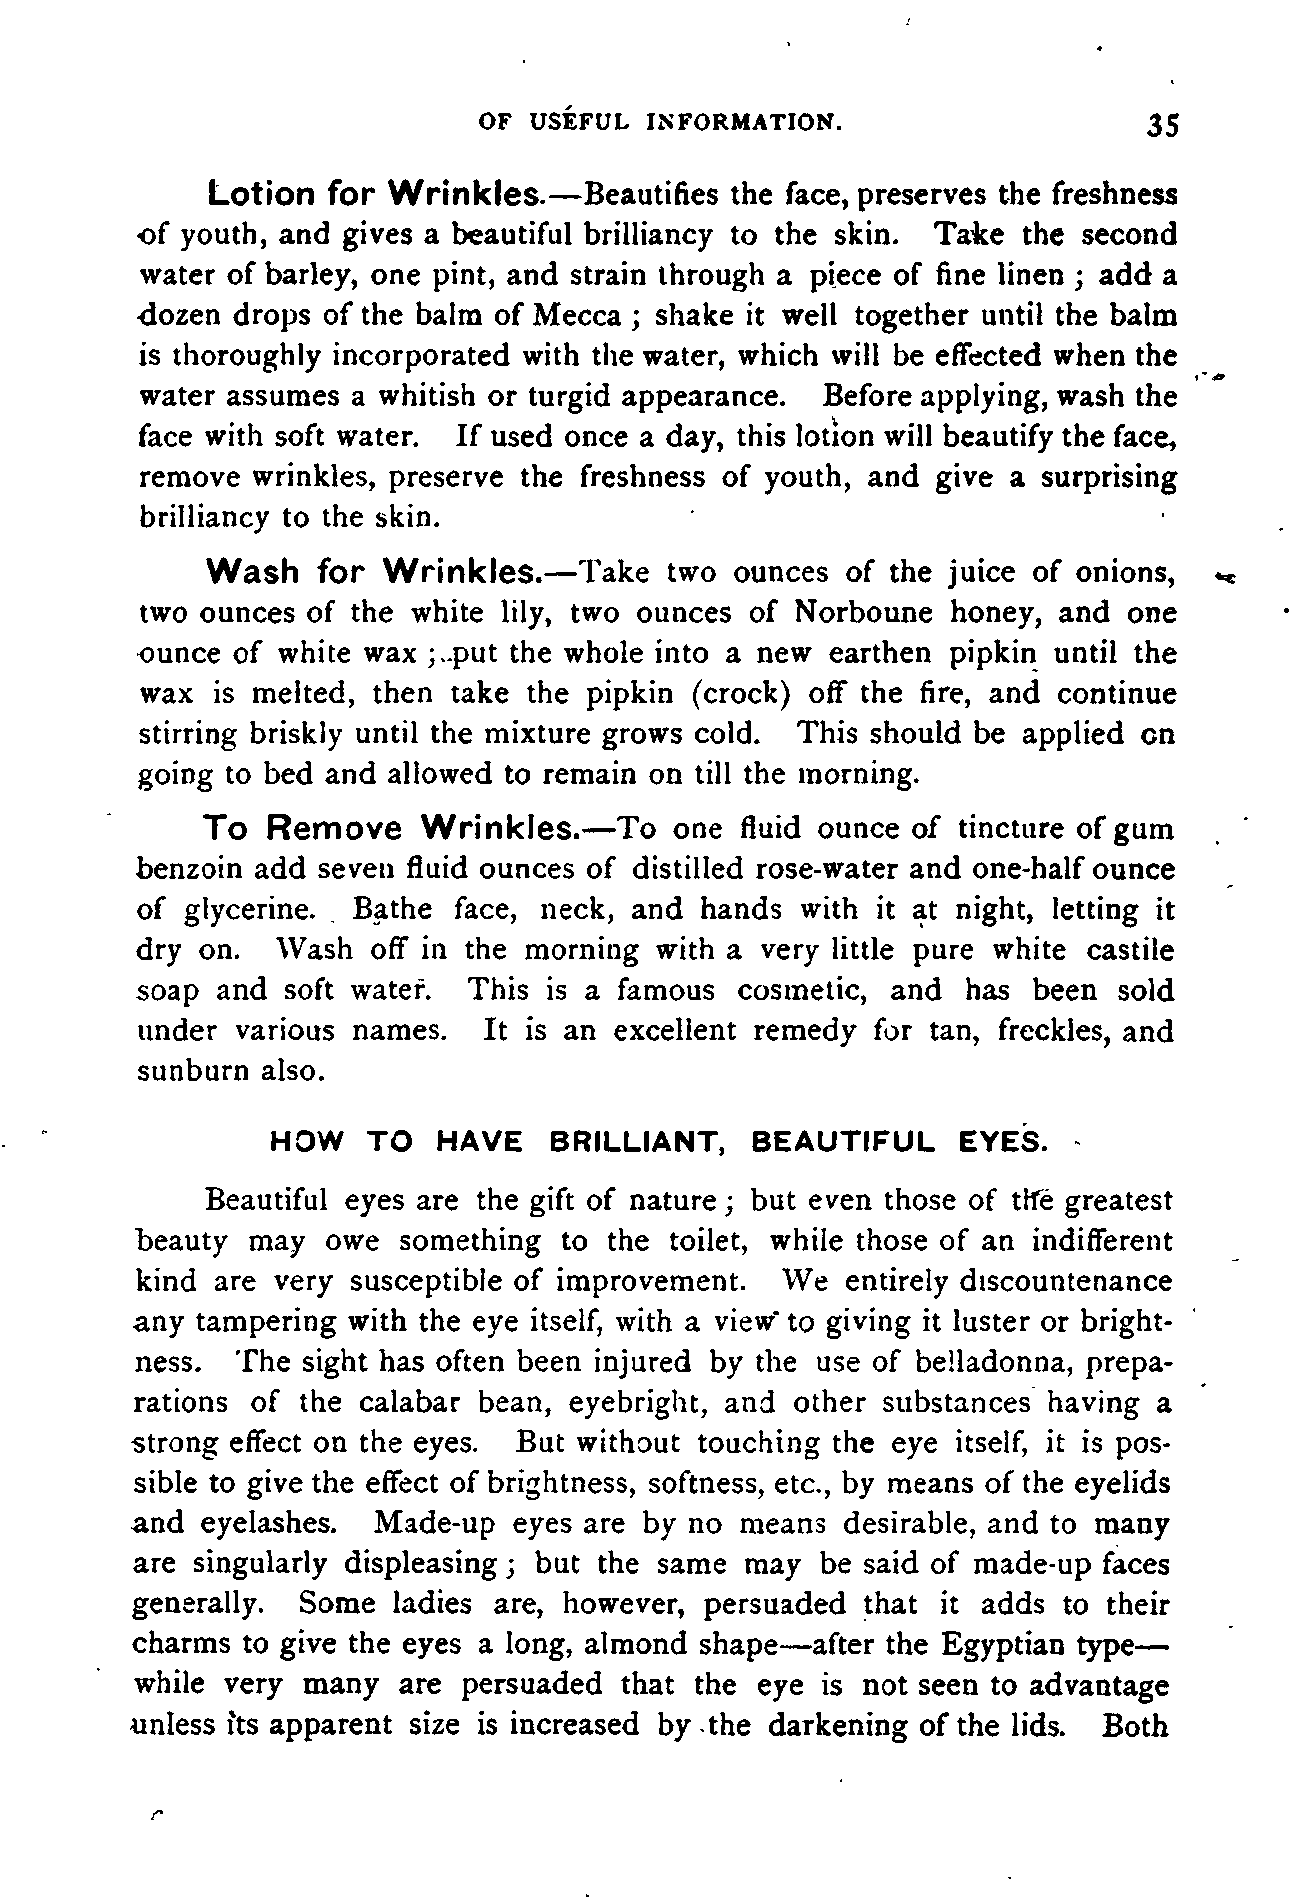 OF USEFUL INFORMATION. 35
Lotion for Wrinkles.—Beautifies the face, preserves the freshness
of youth, and gives a beautiful brilliancy to the skin. Take the second
water of barley, one pint, and strain through a piece of fine linen ; add a
dozen drops of the balm of Mecca ; shake it well together until the balm
is thoroughly incorporated with the water, which will be effected when the
water assumes a whitish or turgid appearance. Before applying, wash the
face with soft water. If used once a day, this lotion will beautify the face,
remove wrinkles, preserve the freshness of youth, and give a surprising
brilliancy to the skin.
Wash for Wrinkles.—Take two ounces of the juice of onions,
two ounces of the white lily, two ounces of Norboune honey, and one
ounce of white wax ; put the whole into a new earthen pipkin until the
wax is melted, then take the pipkin (crock) off the fire, and continue
stirring briskly until the mixture grows cold. This should be applied on
going to bed and allowed to remain on till the morning.
To Remove Wrinkles.—To one fluid ounce of tincture of gum
benzoin add seven fluid ounces of distilled rose-water and one-half ounce
of glycerine. Bathe face, neck, and hands with it at night, letting it
dry on. Wash off in the morning with a very little pure white castile
soap and soft water. This is a famous cosmetic, and has been sold
under various names. It is an excellent remedy for tan, freckles, and
sunburn also.
HOW TO HAVE BRILLIANT, BEAUTIFUL EYES.
Beautiful eyes are the gift of nature ; but even those of the greatest
beauty may owe something to the toilet, while those of an indifferent
kind are very susceptible of improvement. We entirely discountenance
any tampering with the eye itself, with a view to giving it luster or bright-
ness. The sight has often been injured by the use of belladonna, prepa-
rations of the calabar bean, eyebright, and other substances having a
strong effect on the eyes. But without touching the eye itself, it is pos-
sible to give the effect of brightness, softness, etc., by means of the eyelids
and eyelashes. Made-up eyes are by no means desirable, and to many
are singularly displeasing ; but the same may be said of made-up faces
generally. Some ladies are, however, persuaded that it adds to their
charms to give the eyes a long, almond shape—after the Egyptian type—
while very many are persuaded that the eye is not seen to advantage
unless its apparent size is increased by the darkening of the lids. Both